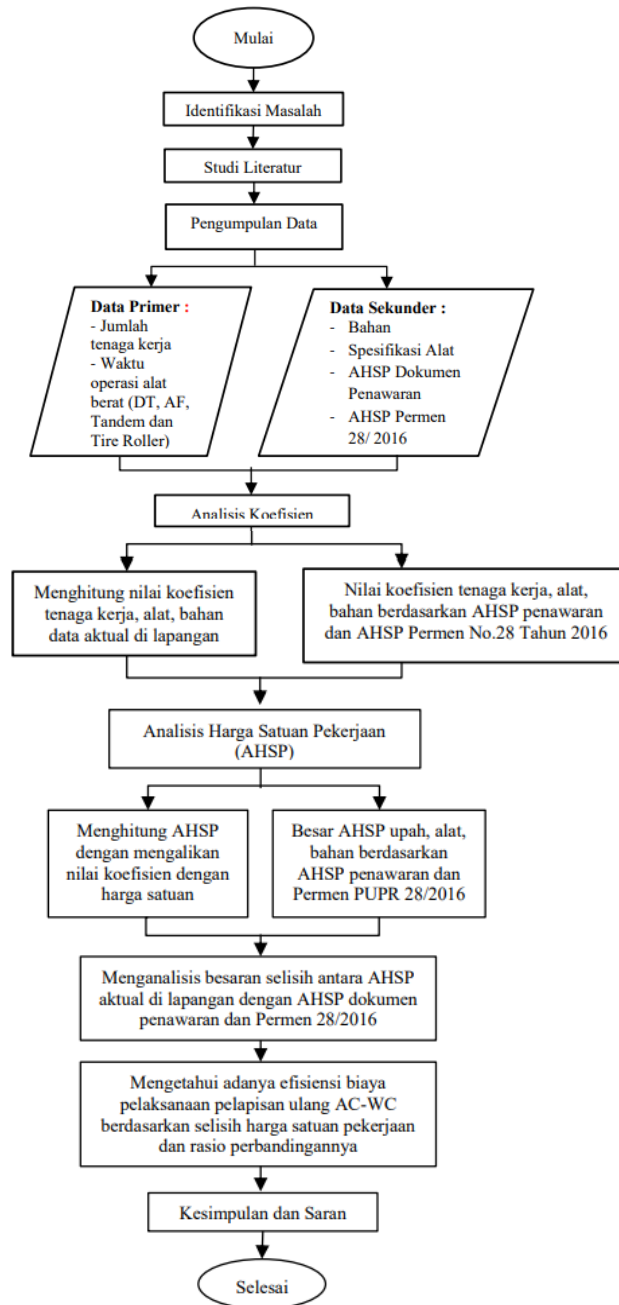 Mulai
Identifikasi Masalah
Studi Literatur
Pengumpulan Data
Data Primer :
- Jumlah
tenaga kerja
- Waktu
operasi alat
berat (DT, AF,
Tandem dan
Tire Roller)
Data Sekunder :
- Bahan
- Spesifikasi Alat
- AHSP Dokumen
Penawaran
- AHSP Permen
28/ 2016
Analisis Koefisien
Menghitung nilai koefisien
tenaga kerja, alat, bahan
data aktual di lapangan
Nilai koefisien tenaga kerja, alat,
bahan berdasarkan AHSP penawaran
dan AHSP Permen No.28 Tahun 2016
Analisis Harga Satuan Pekerjaan
(AHSP)
Menghitung AHSP
dengan mengalikan
nilai koefisien dengan
harga satuan
Besar AHSP upah, alat,
bahan berdasarkan
AHSP penawaran dan
Permen PUPR 28/2016
Menganalisis besaran selisih antara AHSP
aktual di lapangan dengan AHSP dokumen
penawaran dan Permen 28/2016
Mengetahui adanya efisiensi biaya
pelaksanaan pelapisan ulang AC-WC
berdasarkan selisih harga satuan pekerjaan
dan rasio perbandingannya
Kesimpulan dan Saran
Selesai